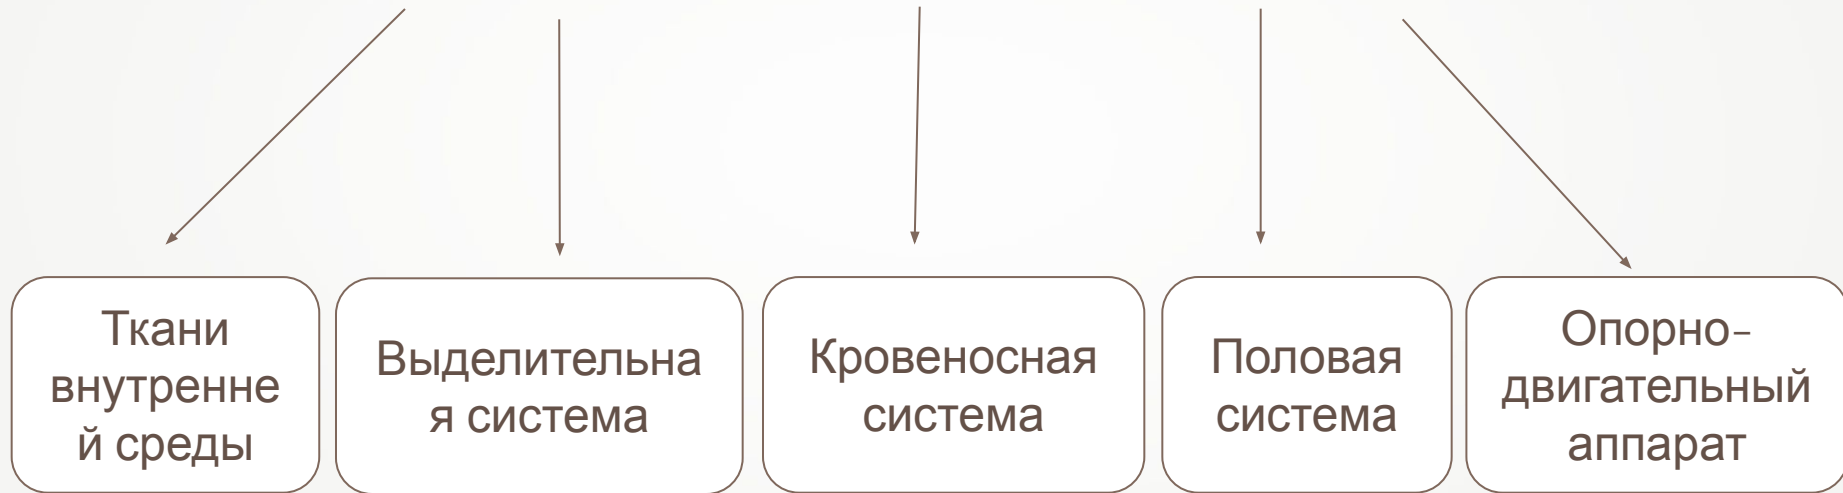 Ткани
внутренне
й среды
Выделительна
я система
Кровеносная
система
Половая
система
Опорно-
двигательный
аппарат